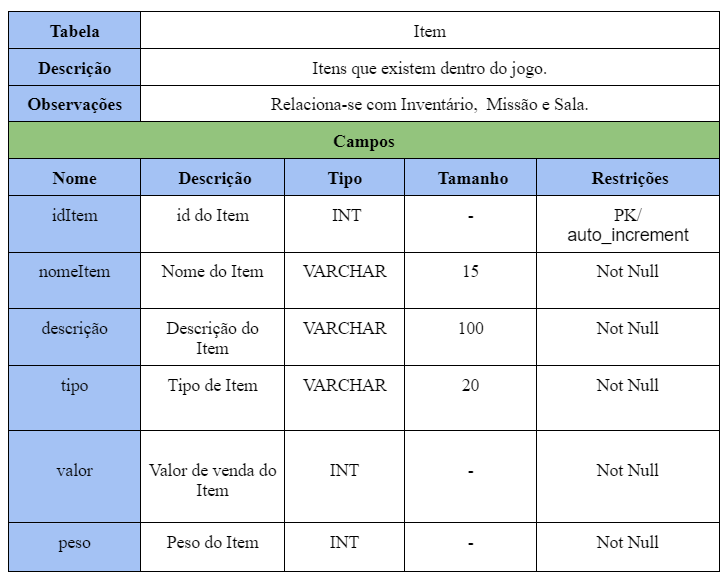 Tabela Item
Descrição Itens que existem dentro do jogo.
Observações Relaciona-se com Inventário, Missão e Sala.
Campos
Nome Descrição Tipo Tamanho Restrições
idItem id do Item INT - PK/
auto_increment
nomeItem Nome do Item VARCHAR 15 Not Null
descrição Descrição do VARCHAR 100 Not Null
Item
tipo Tipo de Item VARCHAR 20 Not Null
valor Valor de venda do INT - Not Null
Item
peso Peso do Item INT - Not Null